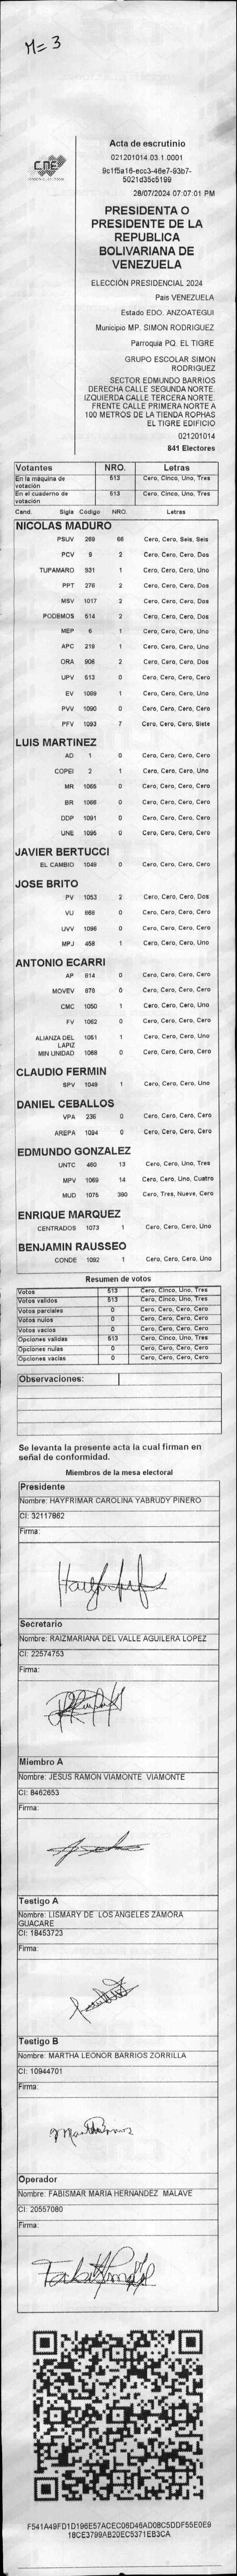 M= 3
CNE
Acta de escrutinio
021201014.03.1.0001
9c1f5a16-ecc3-46e7-93b7-
5021d35c5199
28/07/2024 07:07:01 PM
PRESIDENTA O
PRESIDENTE DE LA
REPUBLICA
BOLIVARIANA DE
VENEZUELA
ELECCIÓN PRESIDENCIAL 2024
Pais VENEZUELA
Estado EDO. ANZOATEGUI
Municipio MP. SIMON RODRIGUEZ
Parroquia PQ. EL TIGRE
GRUPO ESCOLAR SIMON
RODRIGUEZ
SECTOR EDMUNDO BARRIOS
DERECHA CALLE SEGUNDA NORTE.
IZQUIERDA CALLE TERCERA NORTE.
FRENTE CALLE PRIMERA NORTE A
100 METROS DE LA TIENDA ROPHAS
EL TIGRE EDIFICIO
021201014
841 Electores
Votantes NRO. Letras
En la máquina de votación 513 Cero, Cinco, Uno, Tres
En el cuaderno de votación 513 Cero, Cinco, Uno, Tres
Cand. Sigla Código NRO. Letras
NICOLAS MADURO
PSUV 269 66 Cero, Cero, Seis, Seis
PCV 9 2 Cero, Cero, Cero, Dos
TUPAMARO 931 1 Cero, Cero, Cero, Uno
PPT 276 2 Cero, Cero, Cero, Dos
MSV 1017 2 Cero, Cero, Cero, Dos
PODEMOS 514 2 Cero, Cero, Cero, Dos
MEP 6 1 Cero, Cero, Cero, Uno
APC 219 1 Cero, Cero, Cero, Uno
ORA 906 2 Cero, Cero, Cero, Dos
UPV 613 0 Cero, Cero, Cero, Cero
EV 1089 1 Cero, Cero, Cero, Uno
PVV 1090 0 Cero, Cero, Cero, Cero
PFV 1093 7 Cero, Cero, Cero, Siete
LUIS MARTINEZ
AD 1 0 Cero, Cero, Cero, Cero
COPEI 2 1 Cero, Cero, Cero, Uno
MR 1065 0 Cero, Cero, Cero, Cero
BR 1066 0 Cero, Cero, Cero, Cero
DDP 1091 0 Cero, Cero, Cero, Cero
UNE 1095 0 Cero, Cero, Cero, Cero
JAVIER BERTUCCI
EL CAMBIO 1048 0 Cero, Cero, Cero, Cero
JOSE BRITO
PV 1053 2 Cero, Cero, Cero, Dos
VU 868 0 Cero, Cero, Cero, Cero
UVV 1096 0 Cero, Cero, Cero, Cero
MPJ 458 1 Cero, Cero, Cero, Uno
ANTONIO ECARRI
AP 814 0 Cero, Cero, Cero, Cero
MOVEV 878 0 Cero, Cero, Cero, Cero
CMC 1050 1 Cero, Cero, Cero, Uno
FV 1062 0 Cero, Cero, Cero, Cero
ALIANZA DEL LAPIZ 1051 1 Cero, Cero, Cero, Uno
MIN UNIDAD 1068 0 Cero, Cero, Cero, Cero
CLAUDIO FERMIN
SPV 1049 1 Cero, Cero, Cero, Uno
DANIEL CEBALLOS
VPA 236 0 Cero, Cero, Cero, Cero
AREPA 1094 0 Cero, Cero, Cero, Cero
EDMUNDO GONZALEZ
UNTC 460 13 Cero, Cero, Uno, Tres
MPV 1069 14 Cero, Cero, Uno, Cuatro
MUD 1075 390 Cero, Tres, Nueve, Cero
ENRIQUE MARQUEZ
CENTRADOS 1073 1 Cero, Cero, Cero, Uno
BENJAMIN RAUSSEO
CONDE 1092 1 Cero, Cero, Cero, Uno
Resumen de votos
Votos 513 Cero, Cinco, Uno, Tres
Votos validos 513 Cero, Cinco, Uno, Tres
Votos parciales 0 Cero, Cero, Cero, Cero
Votos nulos 0 Cero, Cero, Cero, Cero
Votos vacios 0 Cero, Cero, Cero, Cero
Opciones validas 513 Cero, Cinco, Uno, Tres
Opciones nulas 0 Cero, Cero, Cero, Cero
Opciones vacias 0 Cero, Cero, Cero, Cero
Observaciones:
Se levanta la presente acta la cual firman en
señal de conformidad.
Miembros de la mesa electoral
Presidente
Nombre: HAYFRIMAR CAROLINA YABRUDY PIÑERO
CI: 32117862
Firma:
Secretario
Nombre: RAIZMARIANA DEL VALLE AGUILERA LOPEZ
CI: 22574753
Firma:
Miembro A
Nombre: JESUS RAMON VIAMONTE VIAMONTE
CI: 8462653
Firma:
Testigo A
Nombre: LISMARY DE LOS ANGELES ZAMORA
GUACARE
CI: 18453723
Firma:
Testigo B
Nombre: MARTHA LEONOR BARRIOS ZORRILLA
CI: 10944701
Firma:
Operador
Nombre: FABISMAR MARIA HERNANDEZ MALAVE
CI: 20557080
Firma:
F541A49FD1D196E57ACEC06D46AD08C5DDF55E0E9
18CE3799AB20EC5371EB3CA